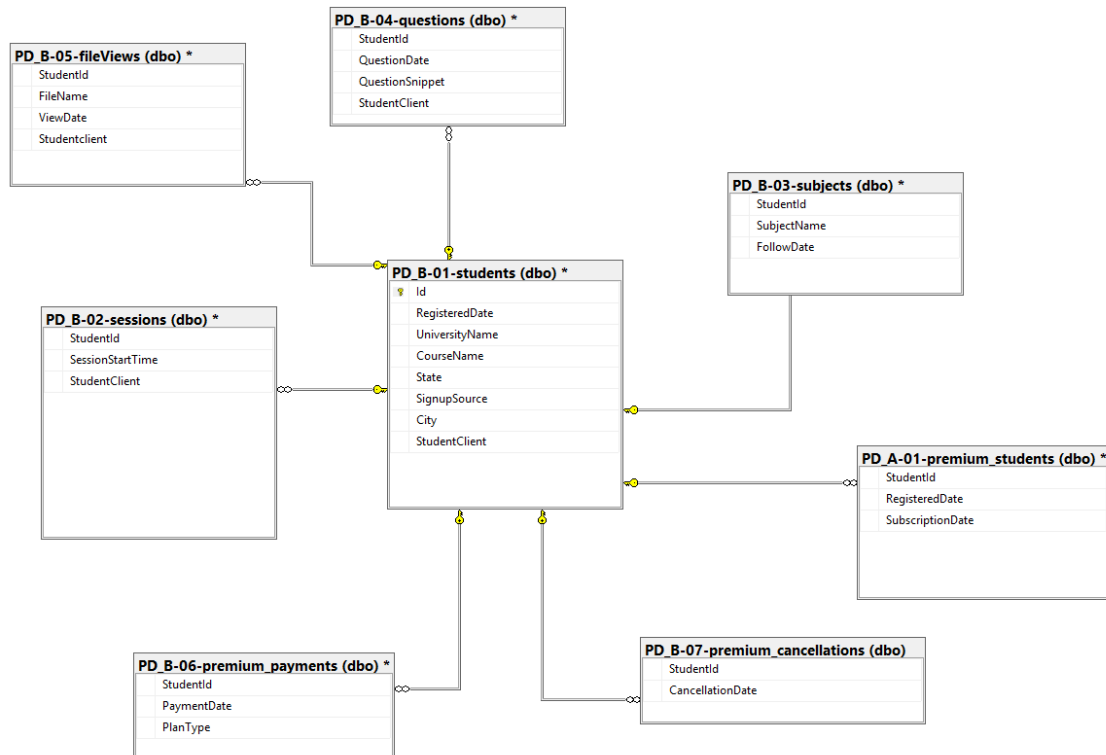 PD_B-04-questions (dbo) *
StudentId
QuestionDate
QuestionSnippet
StudentClient
PD_B-05-fileViews (dbo) *
StudentId
FileName
ViewDate
Studentclient
PD_B-03-subjects (dbo) *
StudentId
SubjectName
FollowDate
PD_B-01-students (dbo) *
Id
RegisteredDate
UniversityName
CourseName
State
SignupSource
City
StudentClient
PD_B-02-sessions (dbo) *
StudentId
SessionStartTime
StudentClient
PD_A-01-premium_students (dbo) *
StudentId
RegisteredDate
SubscriptionDate
PD_B-06-premium_payments (dbo) *
StudentId
PaymentDate
PlanType
PD_B-07-premium_cancellations (dbo)
StudentId
CancellationDate